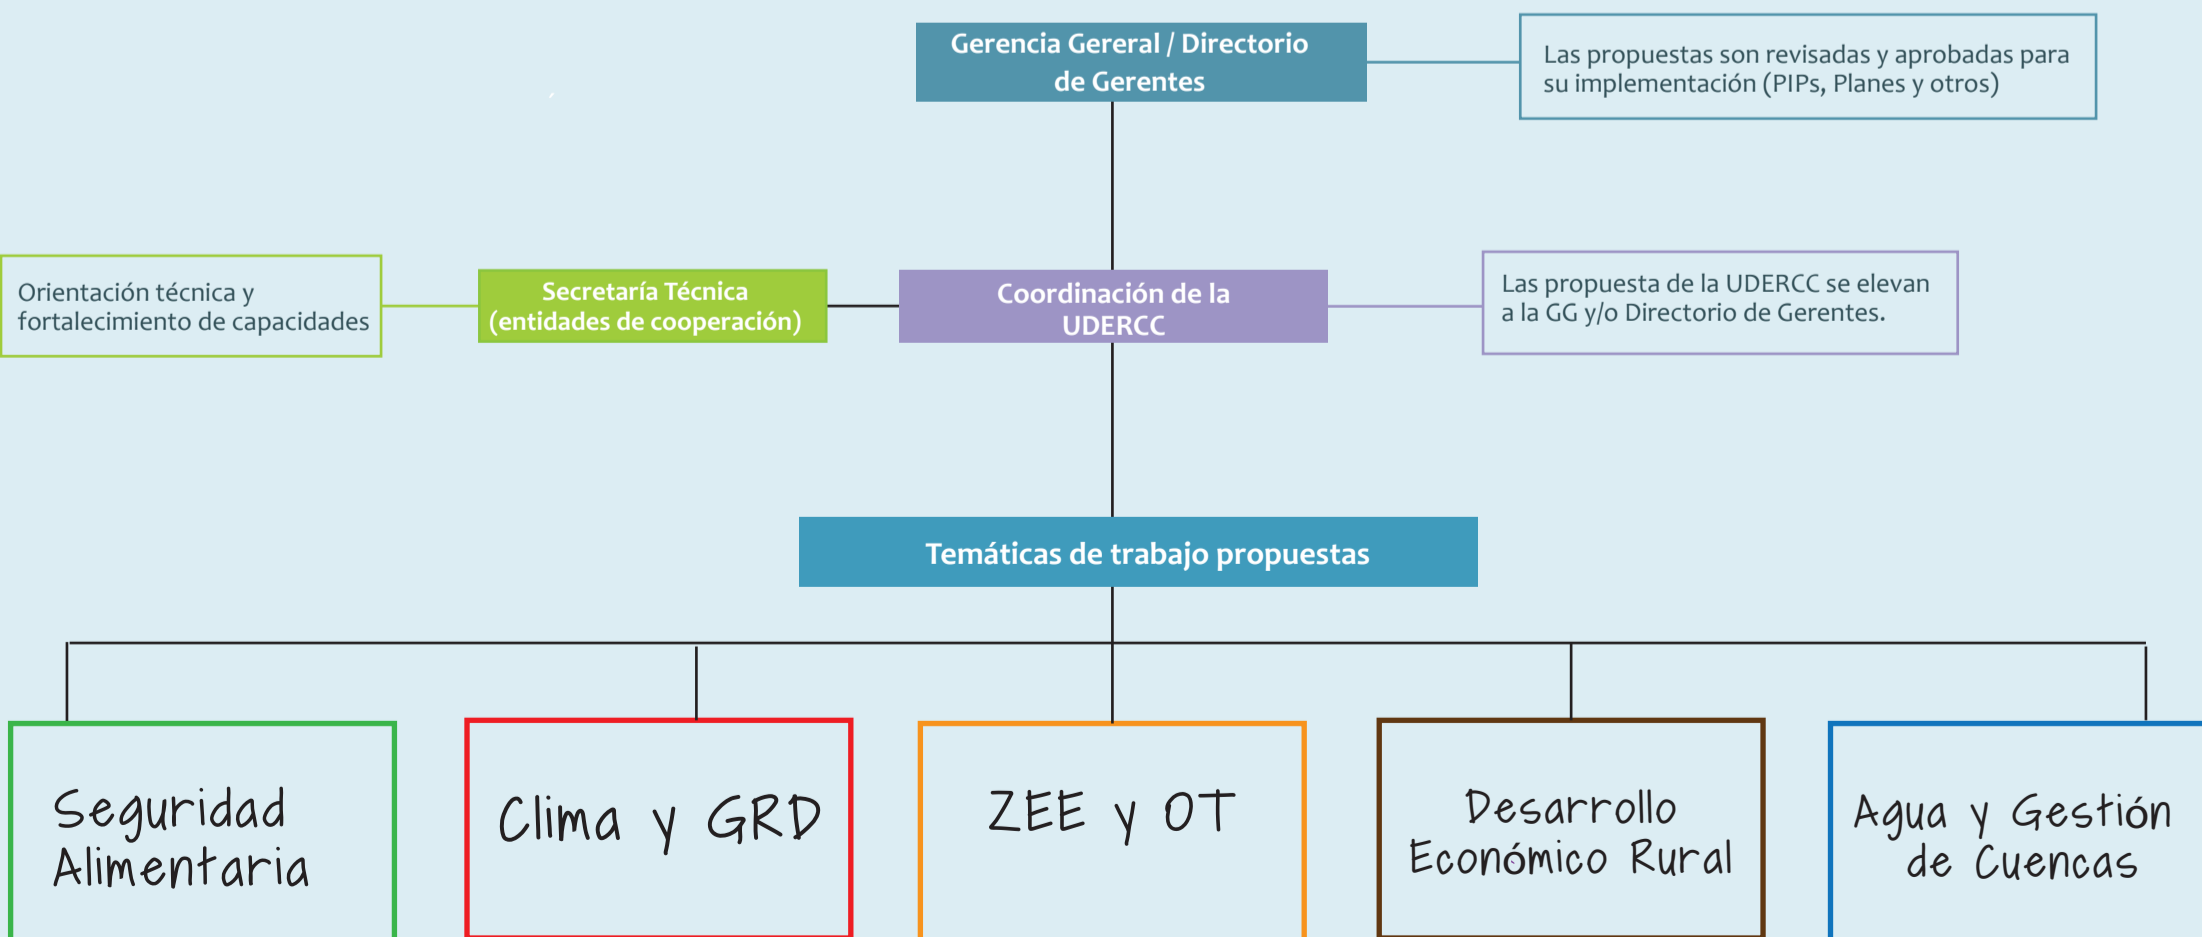 Gerencia Gereral / Directorio
de Gerentes
Las propuestas son revisadas y aprobadas para
su implementación (PIPs, Planes y otros)
Orientación técnica y
fortalecimiento de capacidades
Secretaría Técnica
(entidades de cooperación)
Coordinación de la
UDERCC
Las propuesta de la UDERCC se elevan
a la GG y/o Directorio de Gerentes.
Temáticas de trabajo propuestas
Seguridad
Alimentaria
Clima y GRD
ZEE y OT
Desarrollo
Económico Rural
Agua y Gestión
de Cuencas